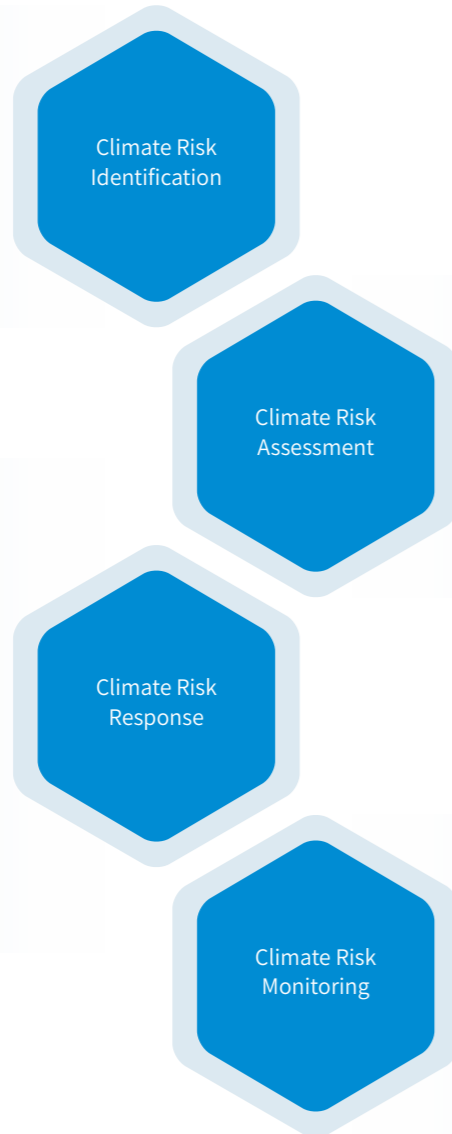 Climate Risk
Identification
Climate Risk
Assessment
Climate Risk
Response
Climate Risk
Monitoring